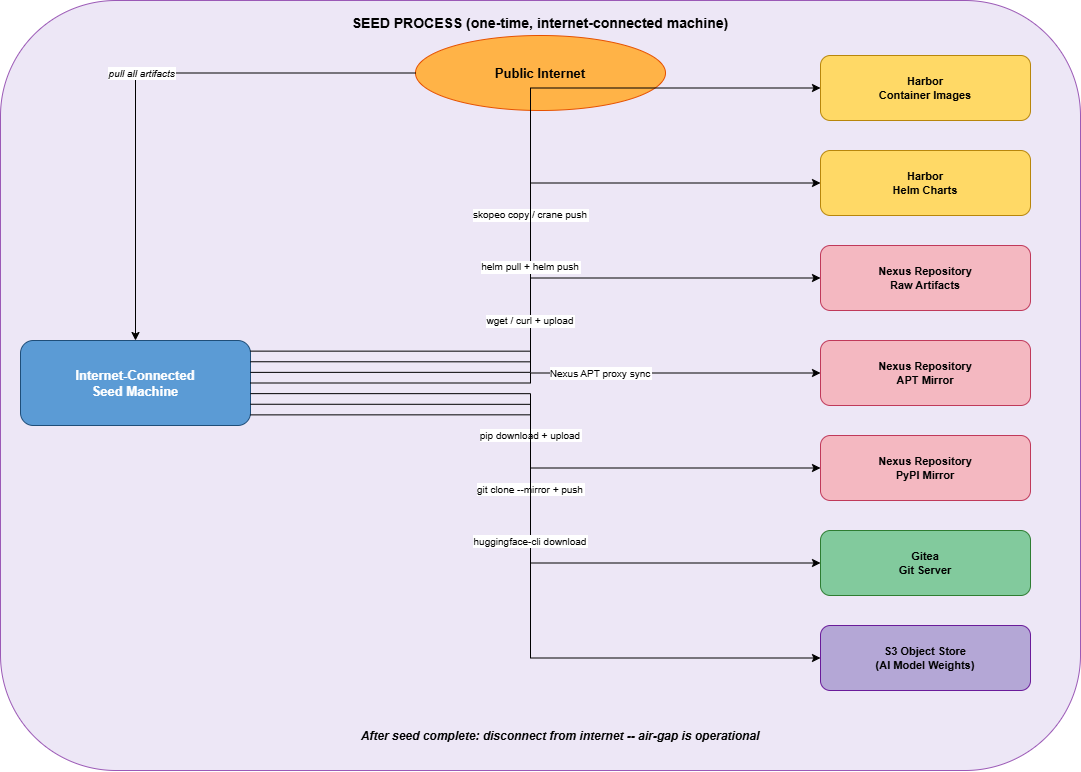 SEED PROCESS (one-time, internet-connected machine)
Public Internet
pull all artifacts
Harbor
Container Images
Harbor
Helm Charts
skopeo copy / crane push
helm pull + helm push
Nexus Repository
Raw Artifacts
wget / curl + upload
Internet-Connected
Seed Machine
Nexus APT proxy sync
Nexus Repository
APT Mirror
pip download + upload
Nexus Repository
PyPI Mirror
git clone --mirror + push
huggingface-cli download
Gitea
Git Server
S3 Object Store
(AI Model Weights)
After seed complete: disconnect from internet -- air-gap is operational